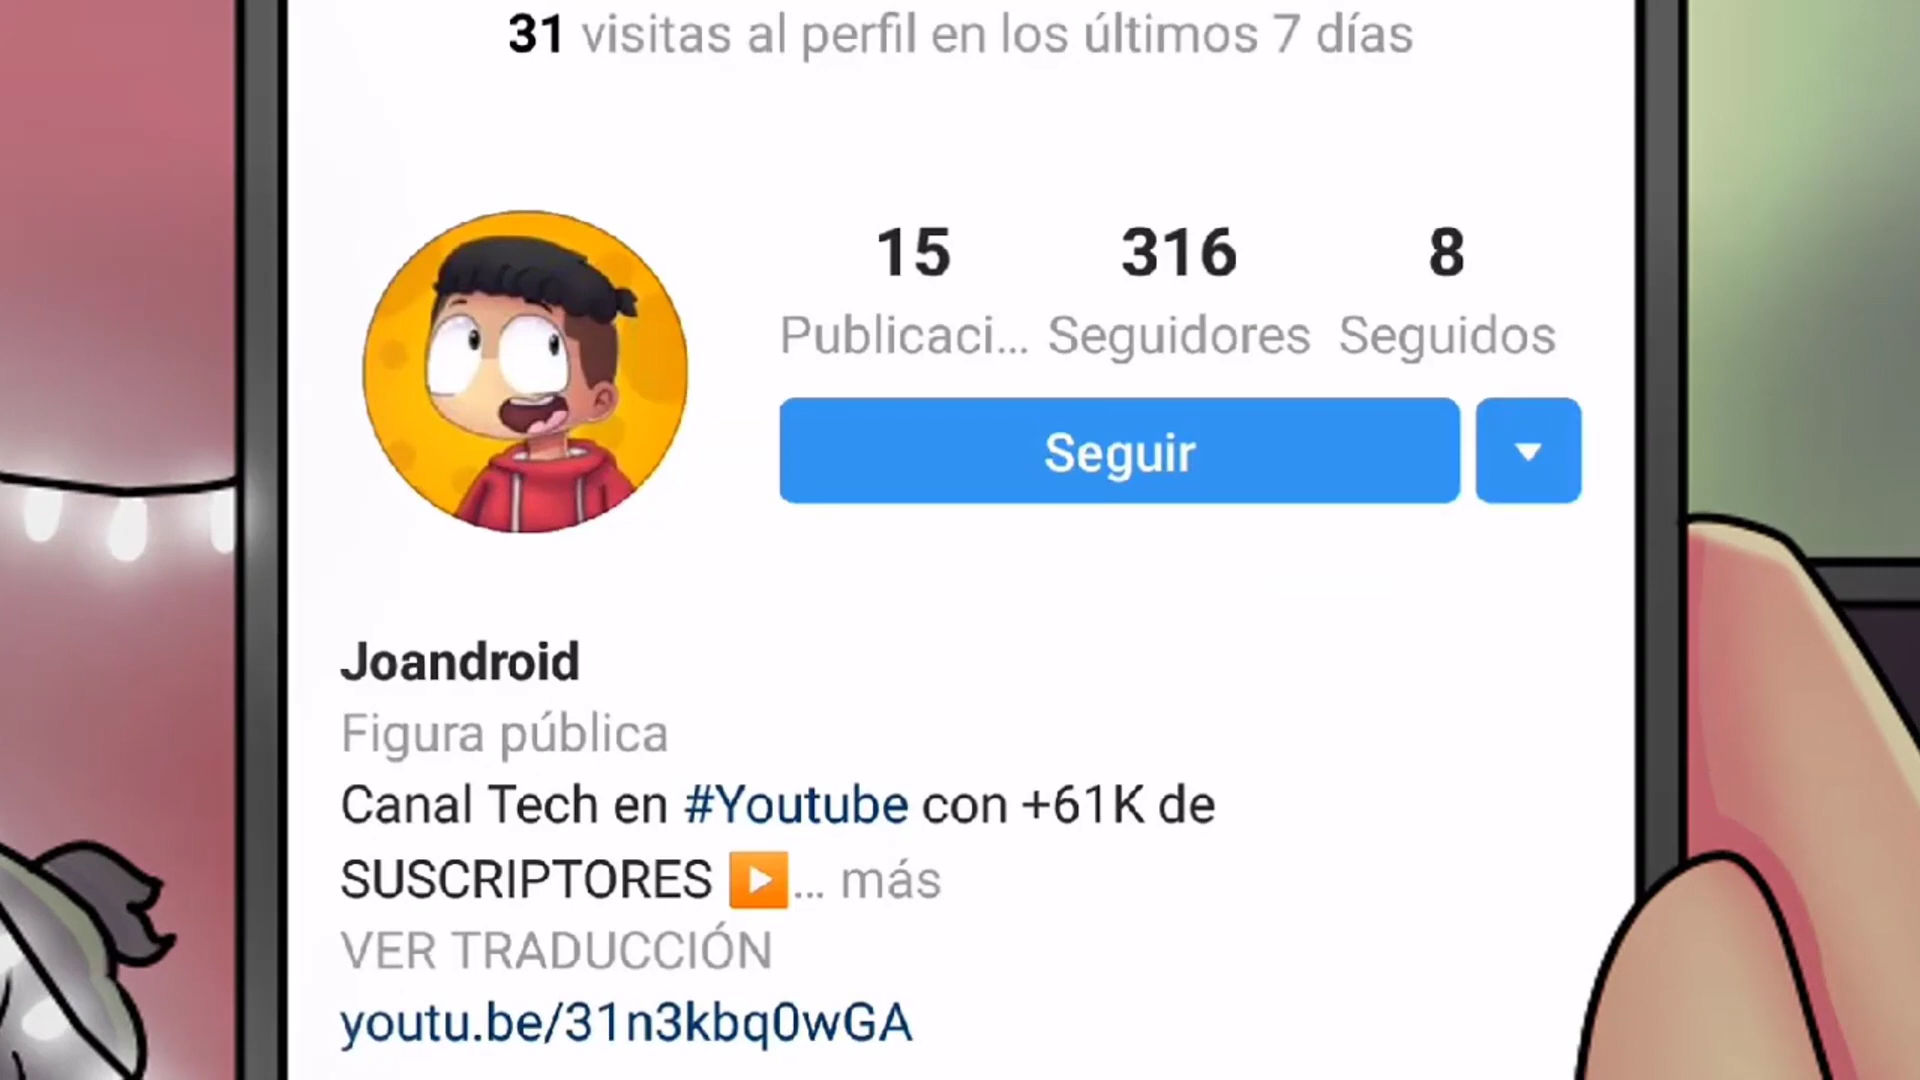 31 visitas al perfil en los últimos 7 días
15 316 8
Publicaci... Seguidores Seguidos
Seguir
Joandroid
Figura pública
Canal Tech en #Youtube con +61K de
SUSCRIPTORES ▶️... más
VER TRADUCCIÓN
youtu.be/31n3kbq0wGA